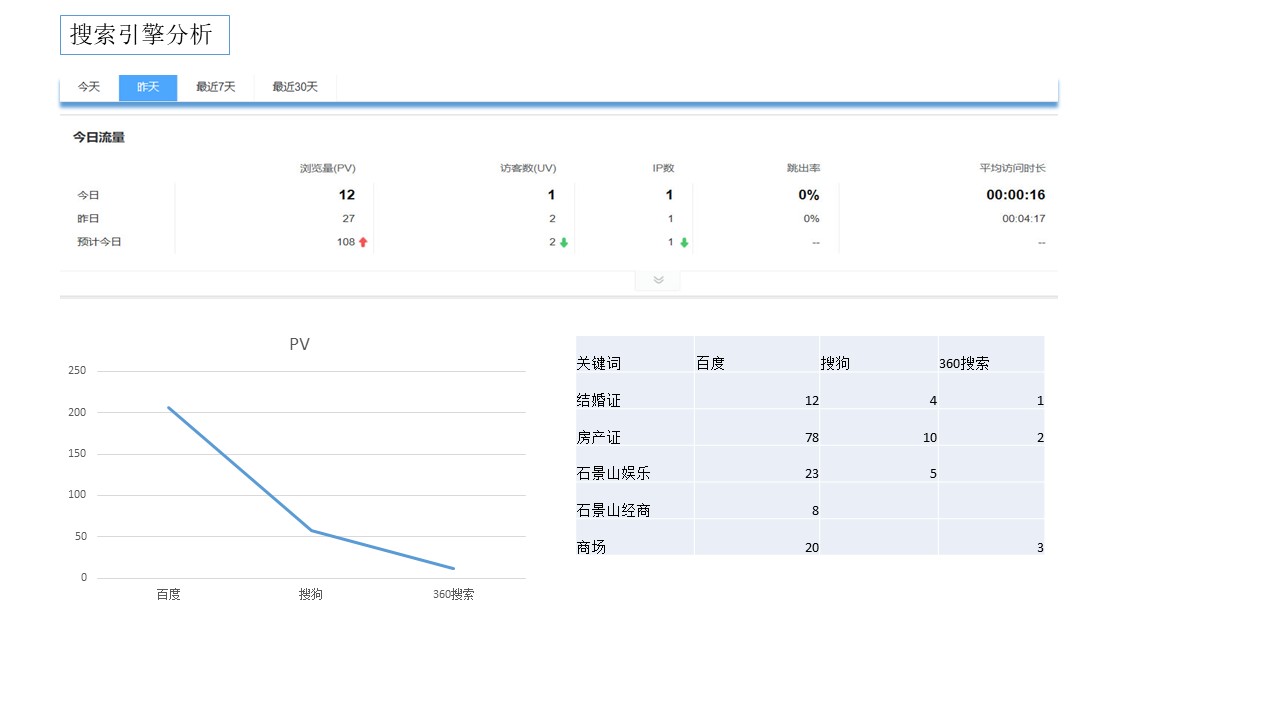 搜索引擎分析
今天 昨天 最近7天 最近30天
今日流量
浏览量(PV) 访客数(UV) IP数 跳出率 平均访问时长
今日 12 1 1 0% 00:00:16
昨日 27 2 1 0% 00:04:17
预计今日 108 2 1 -- --
PV
250
200
150
100
50
0
百度 搜狗 360搜索
关键词 百度 搜狗 360搜索
结婚证 12 4 1
房产证 78 10 2
石景山娱乐 23 5
石景山经商 8
商场 20 3